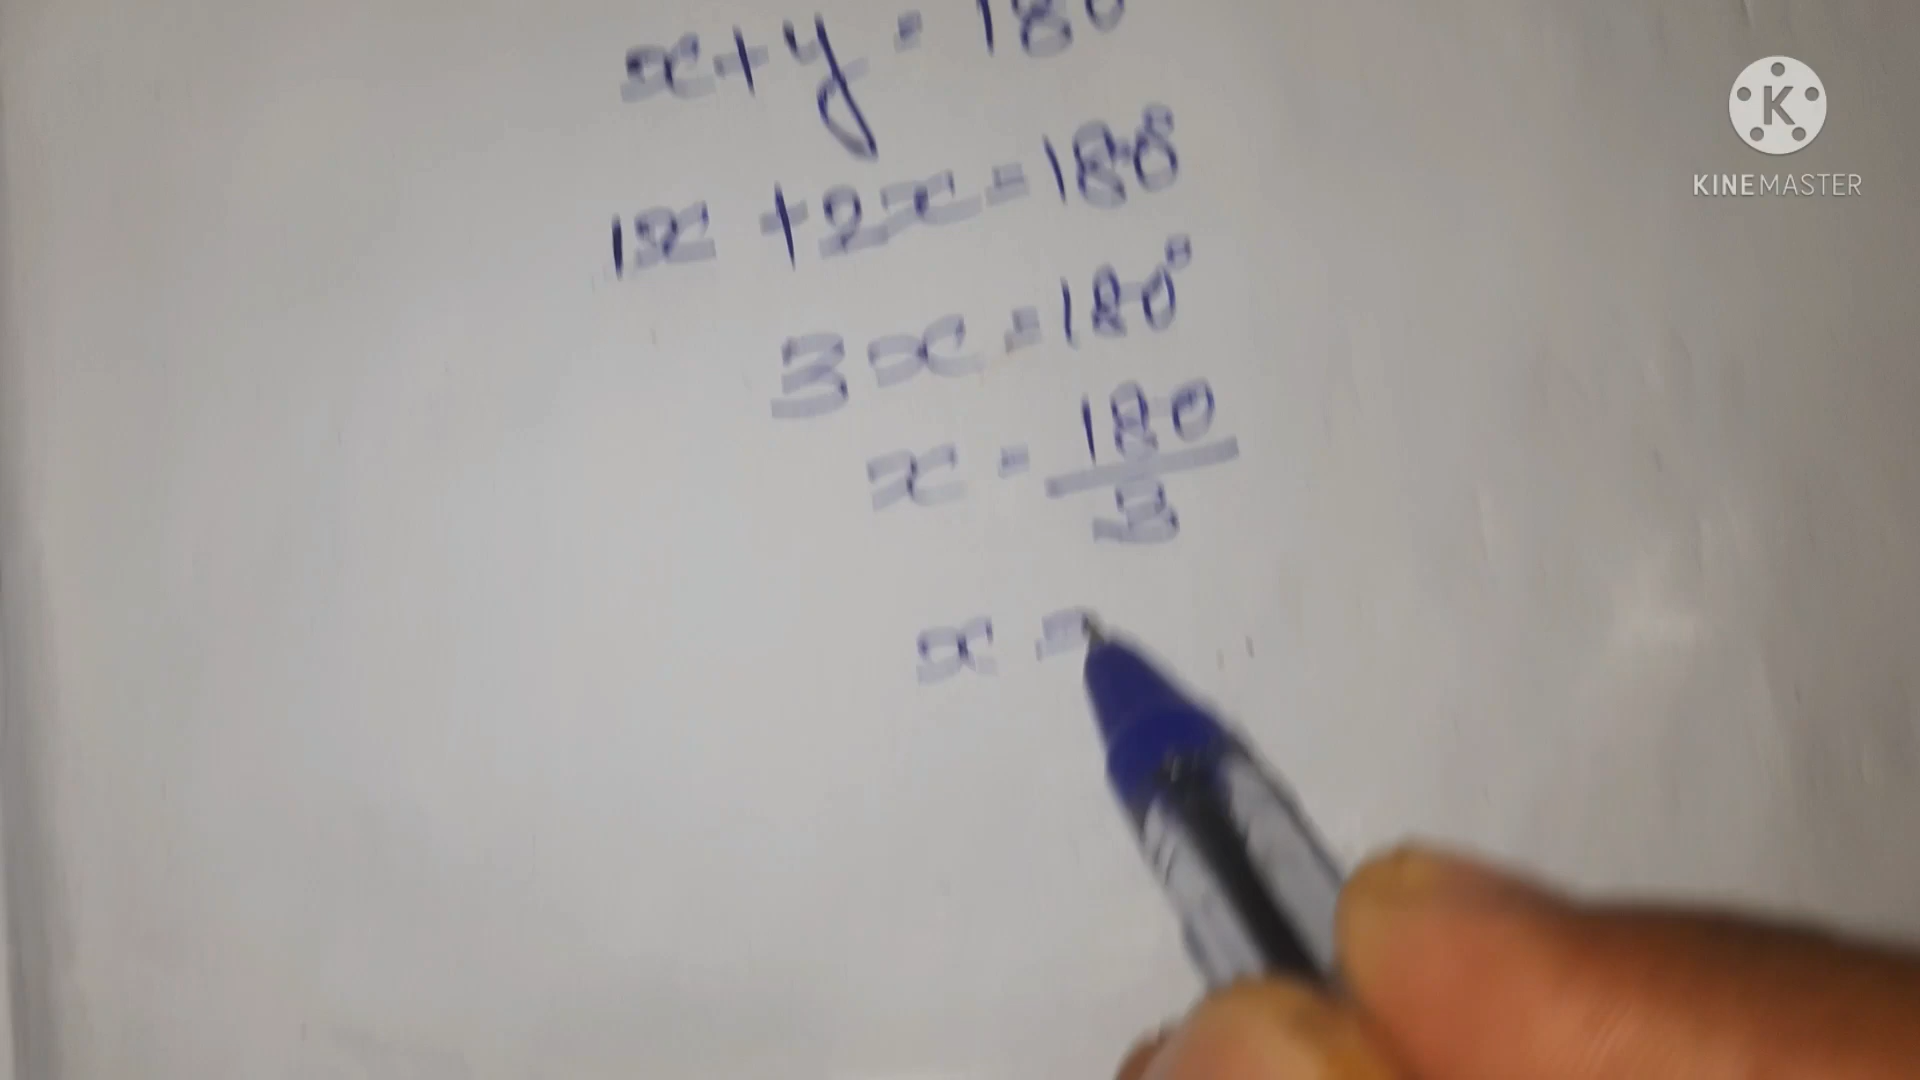 x+y=180
1x+2x=180°
3x=180°
x=180/3
x=
K
KINEMASTER